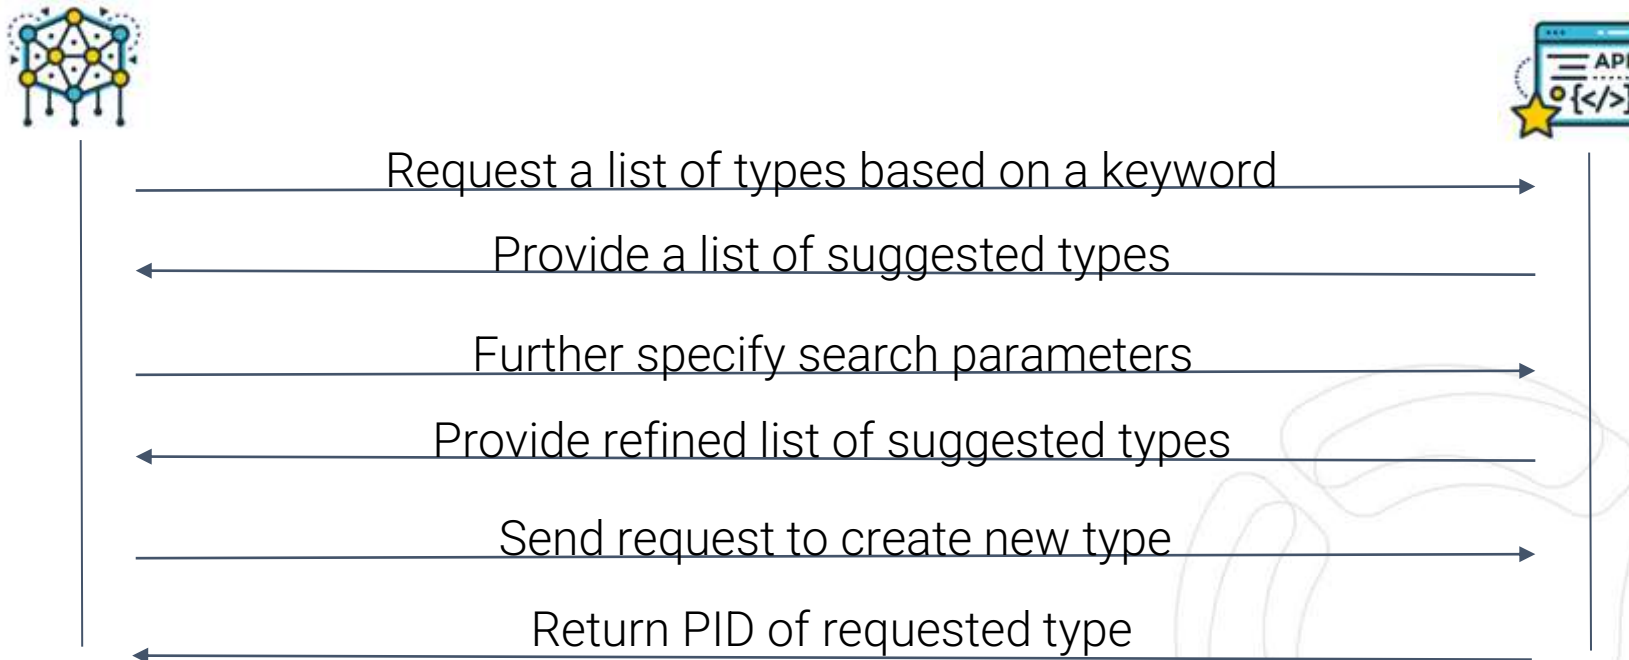 API
{</>}
Request a list of types based on a keyword
Provide a list of suggested types
Further specify search parameters
Provide refined list of suggested types
Send request to create new type
Return PID of requested type